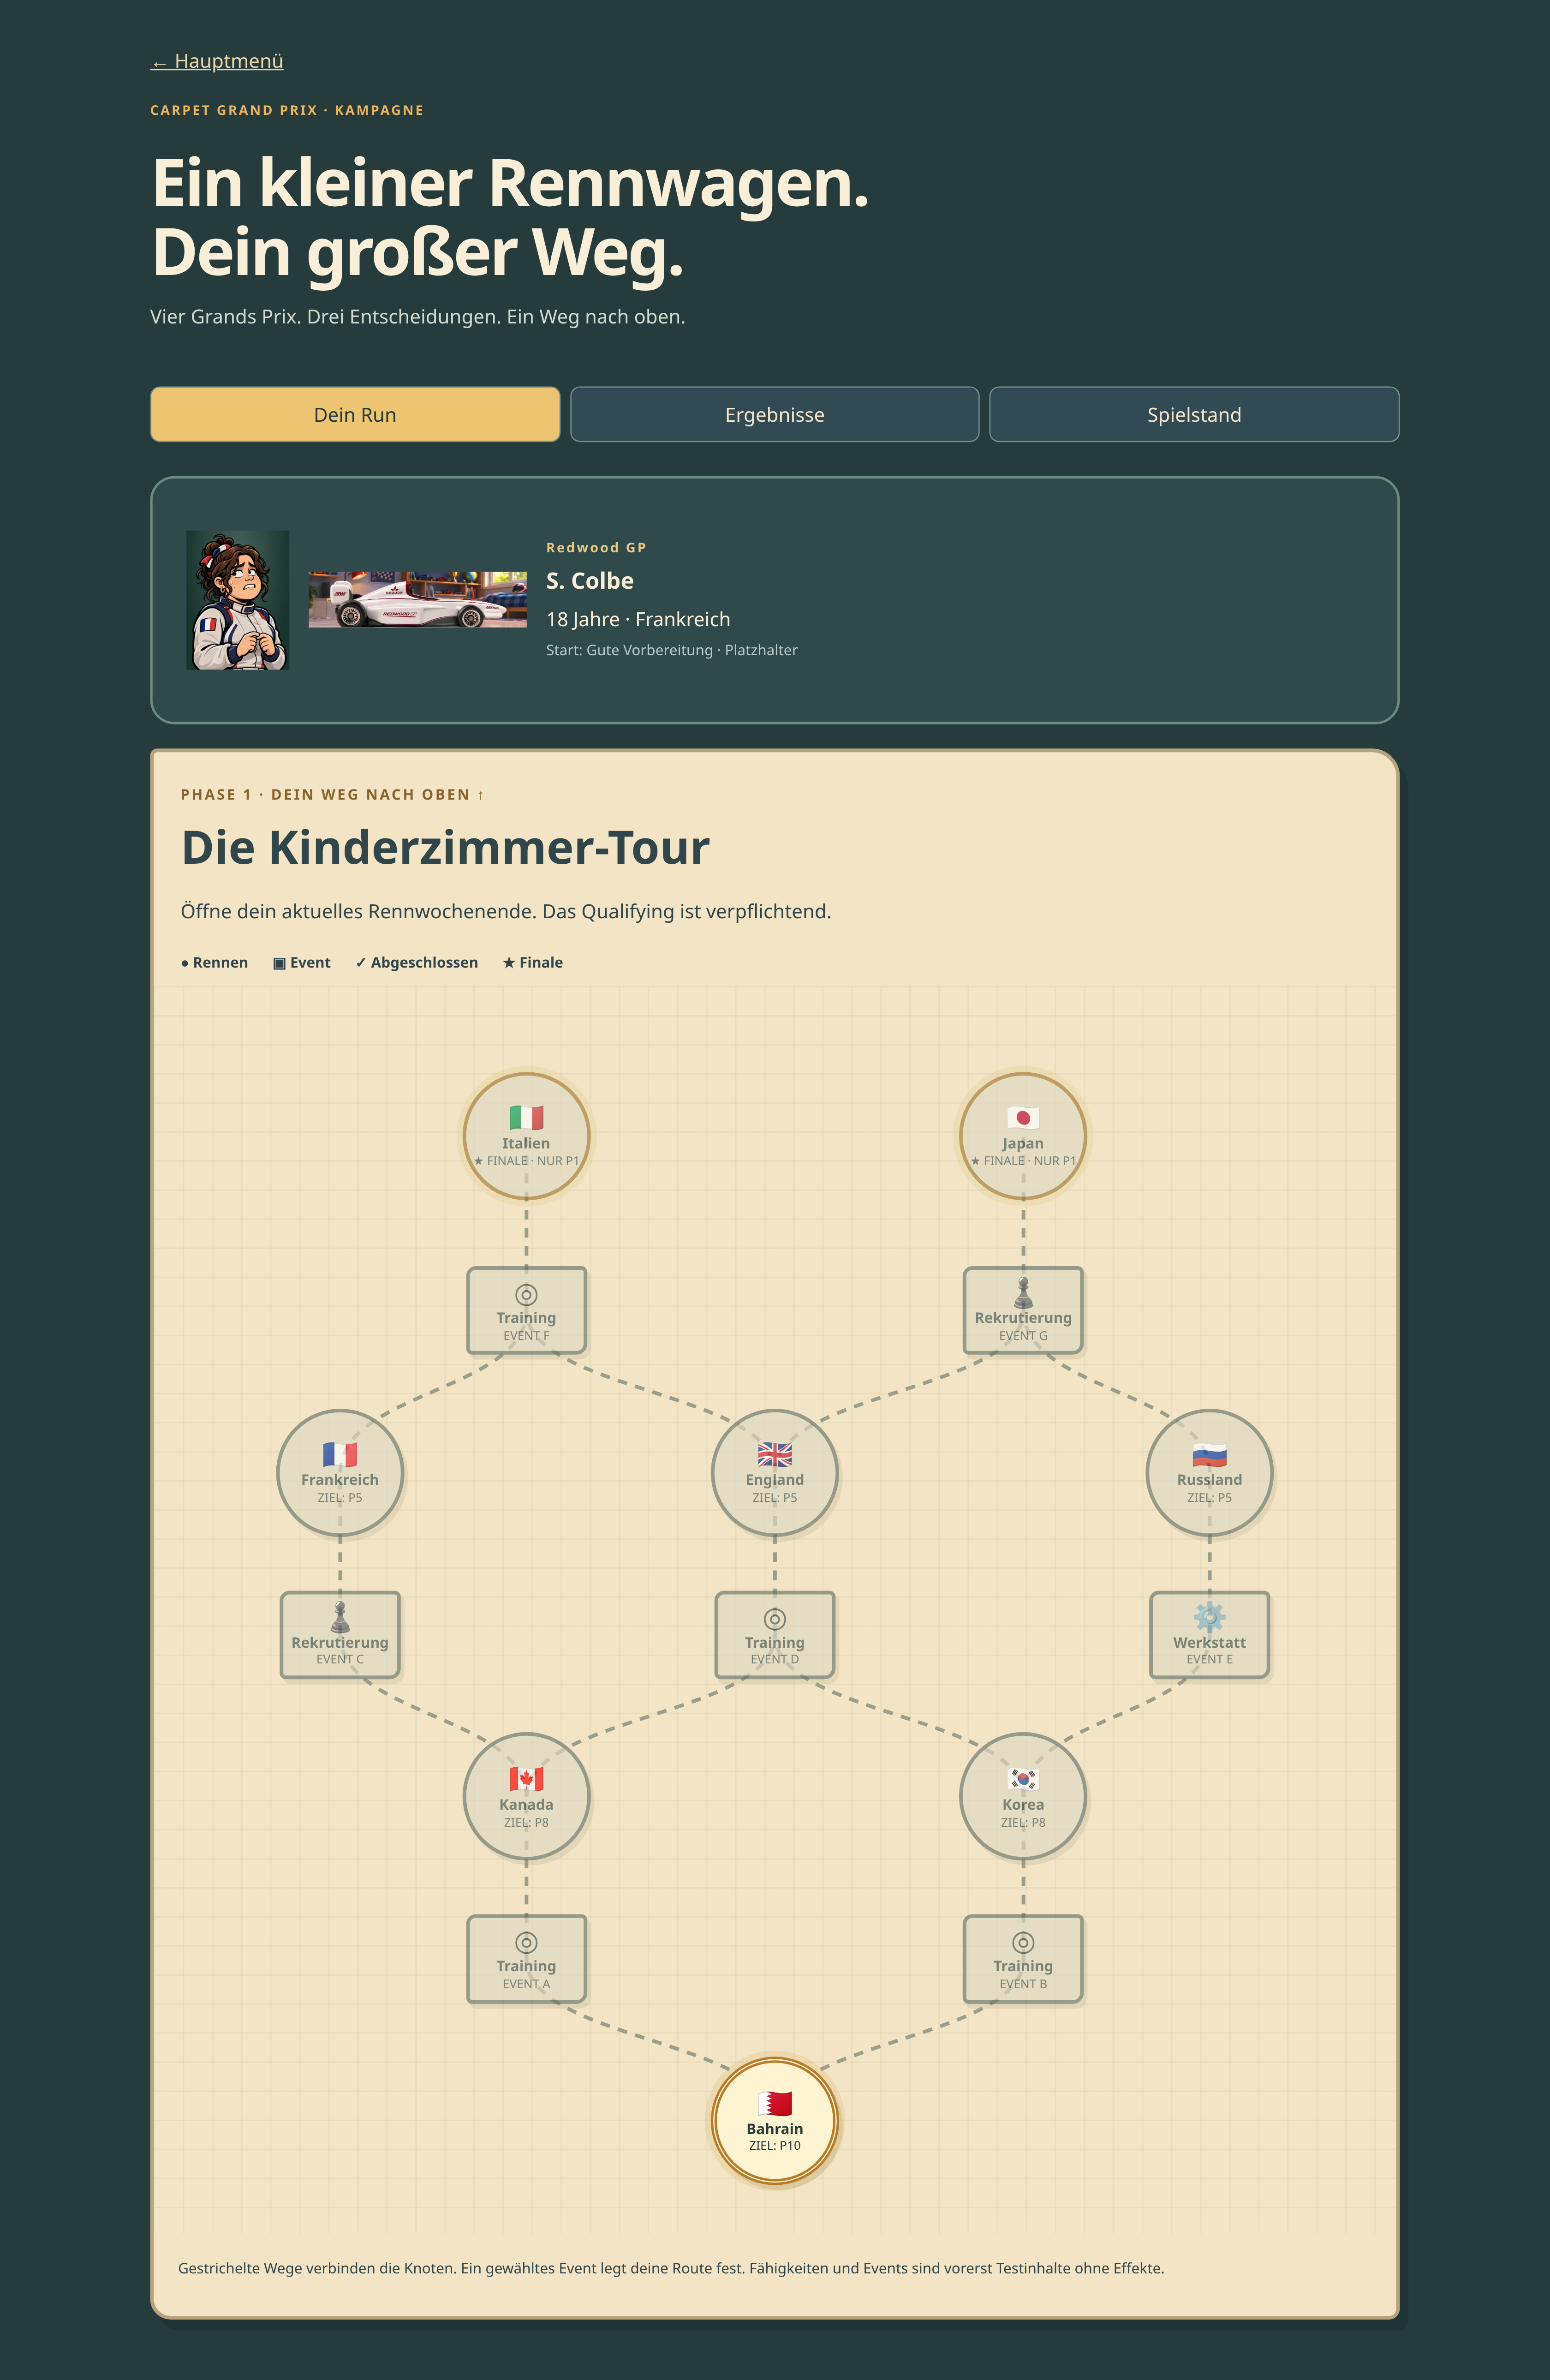 ← Hauptmenü
CARPET GRAND PRIX · KAMPAGNE
Ein kleiner Rennwagen.
Dein großer Weg.
Vier Grands Prix. Drei Entscheidungen. Ein Weg nach oben.
Dein Run
Ergebnisse
Spielstand
REDWOOD GP
Redwood GP
S. Colbe
18 Jahre · Frankreich
Start: Gute Vorbereitung · Platzhalter
PHASE 1 · DEIN WEG NACH OBEN ↑
Die Kinderzimmer-Tour
Öffne dein aktuelles Rennwochenende. Das Qualifying ist verpflichtend.
● Rennen ▣ Event ✓ Abgeschlossen ★ Finale
Italien
★ FINALE · NUR P1
Japan
★ FINALE · NUR P1
Training
EVENT F
Rekrutierung
EVENT G
Frankreich
ZIEL: P5
England
ZIEL: P5
Russland
ZIEL: P5
Rekrutierung
EVENT C
Training
EVENT D
Werkstatt
EVENT E
Kanada
ZIEL: P8
Korea
ZIEL: P8
Training
EVENT A
Training
EVENT B
Bahrain
ZIEL: P10
Gestrichelte Wege verbinden die Knoten. Ein gewähltes Event legt deine Route fest. Fähigkeiten und Events sind vorerst Testinhalte ohne Effekte.